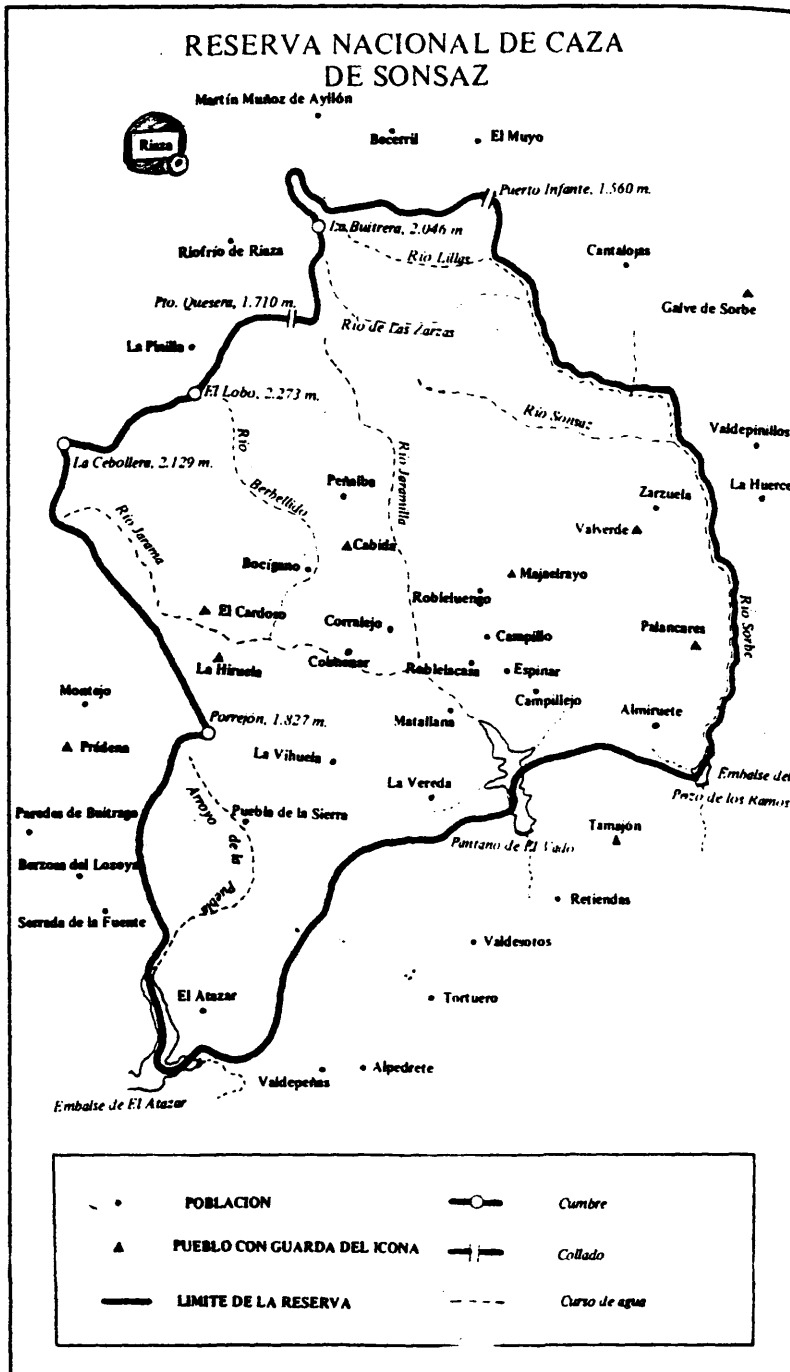 RESERVA NACIONAL DE CAZA
DE SONSAZ
Martín Muñoz de Ayllón
Riaza
Becerril
El Muyo
Puerto Infante, 1.560 m.
La Buitrera, 2.046 m
Riofrío de Riaza
Río Lillas
Cantalojas
Pto. Quesera, 1.710 m.
Galve de Sorbe
Río de Las Zarzas
La Pinilla
El Lobo, 2.273 m.
Río Sonsaz
Valdepinillos
La Cebollera, 2.129 m.
Río
Berbellido
Río Jaramilla
Peñalba
Zarzuela
La Huerce
Río Jarama
Valverde
Cabida
Bocígano
Majaelrayo
Robleluengo
Río Sorbe
El Cardoso
Corralejo
Campillo
Palancares
La Hiruela
Colmenar
Roblelacasa
Espinar
Campillejo
Montejo
Matallana
Almiruete
Porrejón, 1.827 m.
Prádena
La Vihuela
Embalse del
Pozo de los Ramos
La Vereda
Arroyo
de la
Puebla
Paredes de Buitrago
Puebla de la Sierra
Tamajón
Pantano de El Vado
Berzosa del Lozoya
Retiendas
Serrada de la Fuente
Valdesotos
El Atazar
Tortuero
Valdepeñas
Alpedrete
Embalse de El Atazar
POBLACION
Cumbre
PUEBLO CON GUARDA DEL ICONA
Collado
LIMITE DE LA RESERVA
Curso de agua